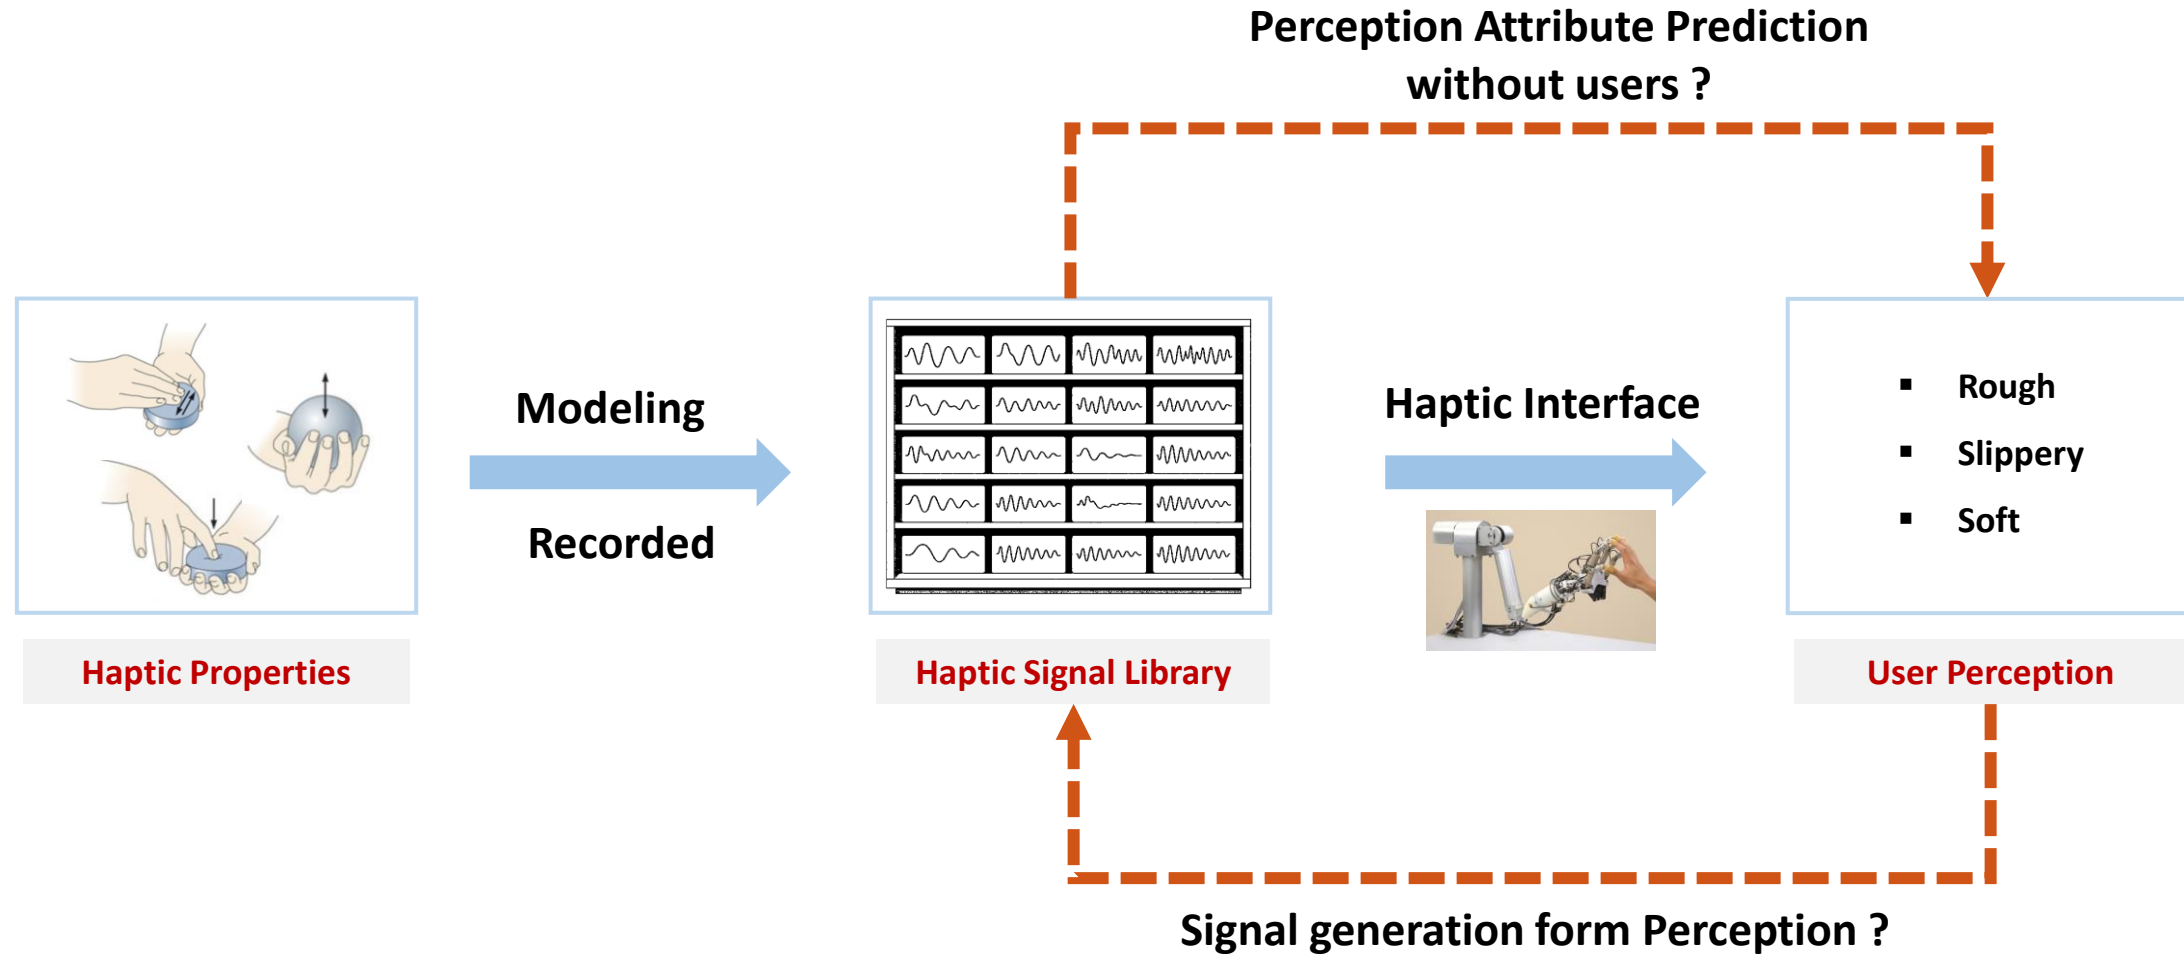 Perception Attribute Prediction
without users ?
Modeling
Recorded
Haptic Interface
▪ Rough
▪ Slippery
▪ Soft
Haptic Properties
Haptic Signal Library
User Perception
Signal generation form Perception ?